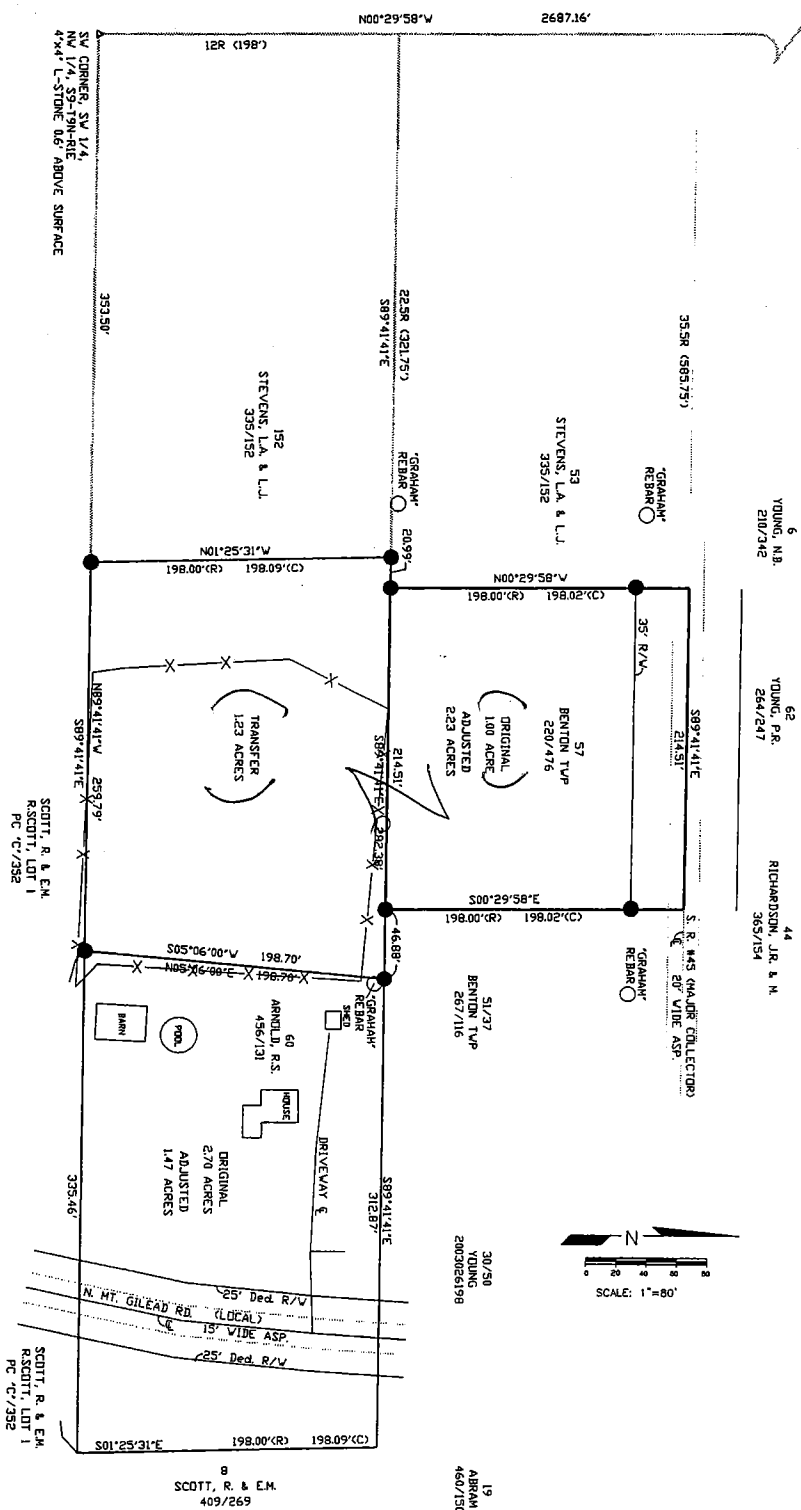 N00°29'58"W 2687.16'
12R (198')
SW CORNER, SW 1/4,
NW 1/4, S9-T9N-R1E
4"x4" L-STONE 0.6' ABOVE SURFACE
353.50'
22.5R (321.75')
S89°41'41"E
35.5R (585.75')
152
STEVENS, L.A. & L.J.
335/152
53
STEVENS, L.A. & L.J.
335/152
"GRAHAM"
REBAR
"GRAHAM"
REBAR
6
YOUNG, N.B.
210/342
62
YOUNG, P.R.
264/247
44
RICHARDSON, J.R. & M.
365/154
20.99'
N01°25'31"W
198.00'(R) 198.09'(C)
N00°29'58"W
198.00'(R) 198.02'(C)
35' R/W
S89°41'41"E
214.51'
57
BENTON TWP
220/476
ORIGINAL
1.00 ACRE
ADJUSTED
2.23 ACRES
TRANSFER
1.23 ACRES
214.51'
S84°41'41"E
282.38'
N89°41'41"W 259.79'
S89°41'41"E
SCOTT, R. & E.M.
R.SCOTT, LOT 1
PC "C"/352
S00°29'58"E
198.00'(R) 198.02'(C)
S. R. #45 (MAJOR COLLECTOR)
℄ 20' WIDE ASP.
"GRAHAM"
REBAR
46.88'
51/37
BENTON TWP
267/116
S05°06'00"W 198.70'
N05°06'00"E 198.70'
"GRAHAM"
REBAR
SHED
60
ARNOLD, R.S.
456/131
BARN
POOL
HOUSE
DRIVEWAY ℄
ORIGINAL
2.70 ACRES
ADJUSTED
1.47 ACRES
335.46'
S89°41'41"E
312.87'
30/50
YOUNG
2003026198
N
0 20 40 60 80
SCALE: 1"=80'
25' Ded. R/W
N. MT. GILEAD RD. (LOCAL)
℄ 15' WIDE ASP.
25' Ded. R/W
SCOTT, R. & E.M.
R.SCOTT, LOT 1
PC "C"/352
S01°25'31"E 198.00'(R) 198.09'(C)
8
SCOTT, R. & E.M.
409/269
19
ABRAM